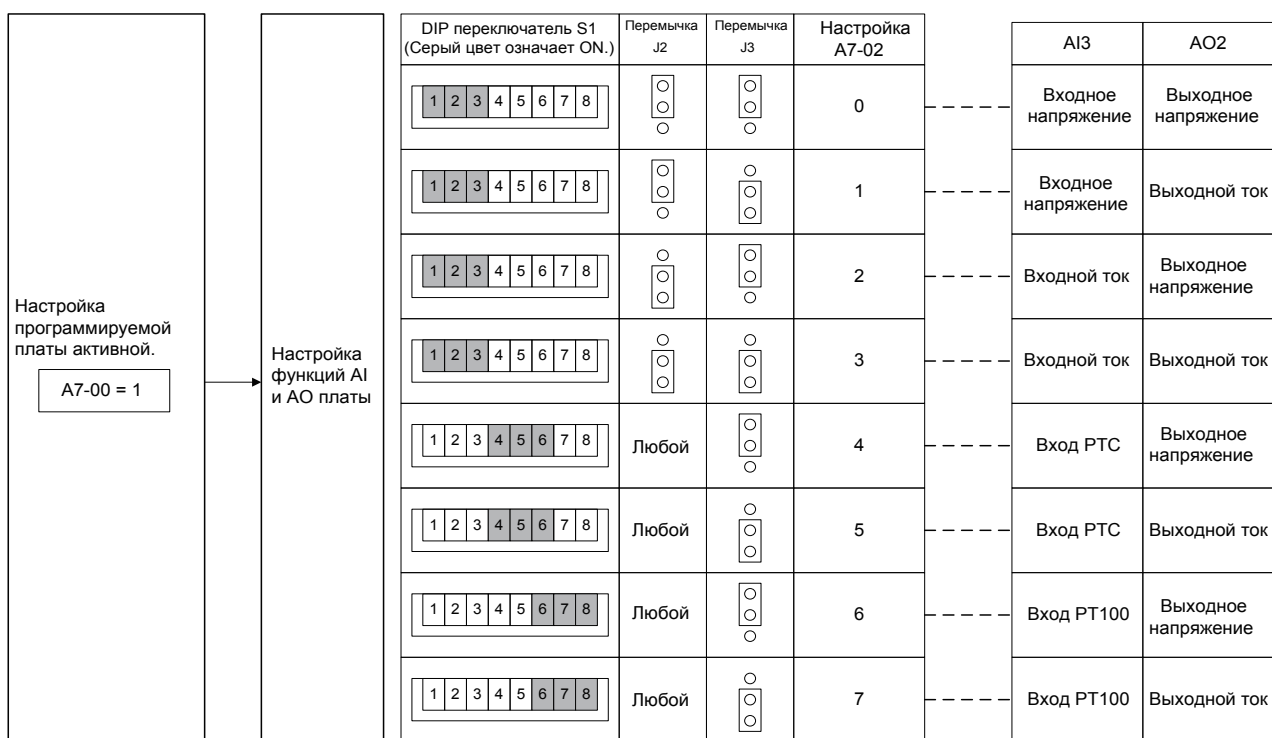 Настройка
программируемой
платы активной.
A7-00 = 1
Настройка
функций AI
и AO платы
DIP переключатель S1
(Серый цвет означает ON.)
Перемычка
J2
Перемычка
J3
Настройка
A7-02
AI3
AO2
1 2 3 4 5 6 7 8
0
Входное
напряжение
Выходное
напряжение
1 2 3 4 5 6 7 8
1
Входное
напряжение
Выходной ток
1 2 3 4 5 6 7 8
2
Входной ток
Выходное
напряжение
1 2 3 4 5 6 7 8
3
Входной ток
Выходной ток
1 2 3 4 5 6 7 8
Любой
4
Вход PTC
Выходное
напряжение
1 2 3 4 5 6 7 8
Любой
5
Вход PTC
Выходной ток
1 2 3 4 5 6 7 8
Любой
6
Вход PT100
Выходное
напряжение
1 2 3 4 5 6 7 8
Любой
7
Вход PT100
Выходной ток